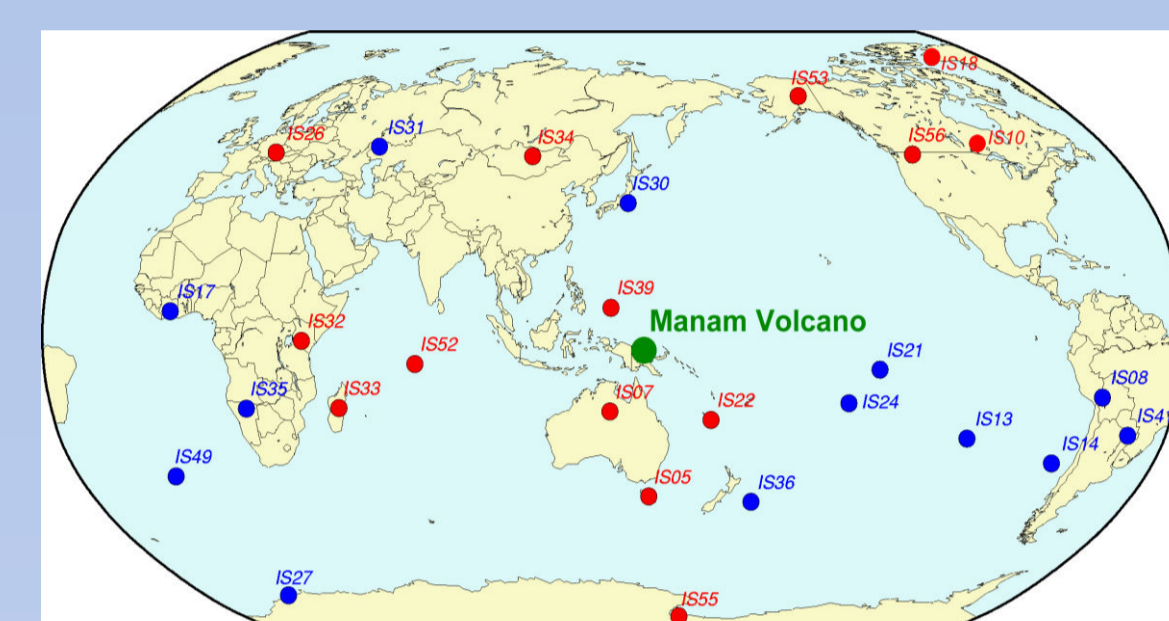 IS18
IS53
IS26
IS31
IS34
IS56
IS10
IS30
IS17
IS39
Manam Volcano
IS32
IS52
IS21
IS35
IS33
IS07
IS22
IS24
IS08
IS13
IS41
IS49
IS14
IS05
IS36
IS27
IS55